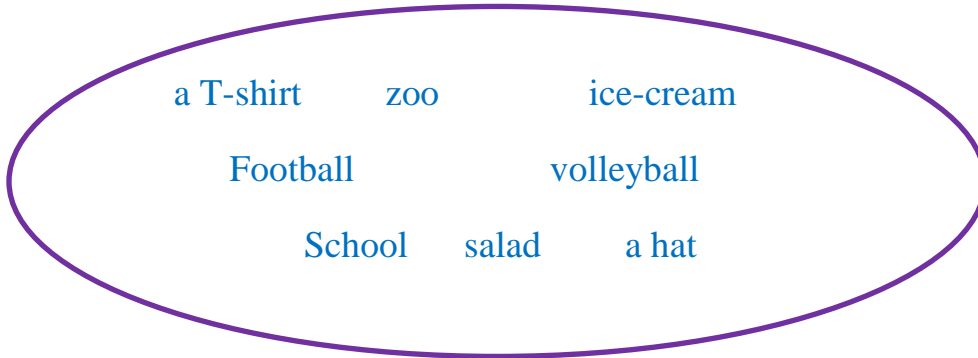 a T-shirt zoo ice-cream
Football volleyball
School salad a hat